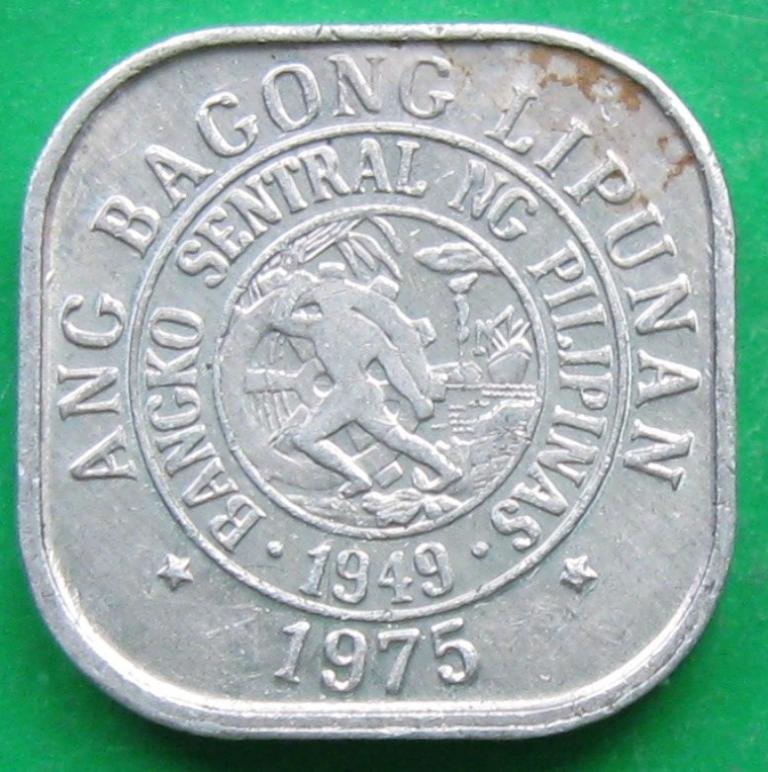 ANG BAGONG LIPUNAN
BANGKO SENTRAL NG PILIPINAS
· 1949 ·
1975